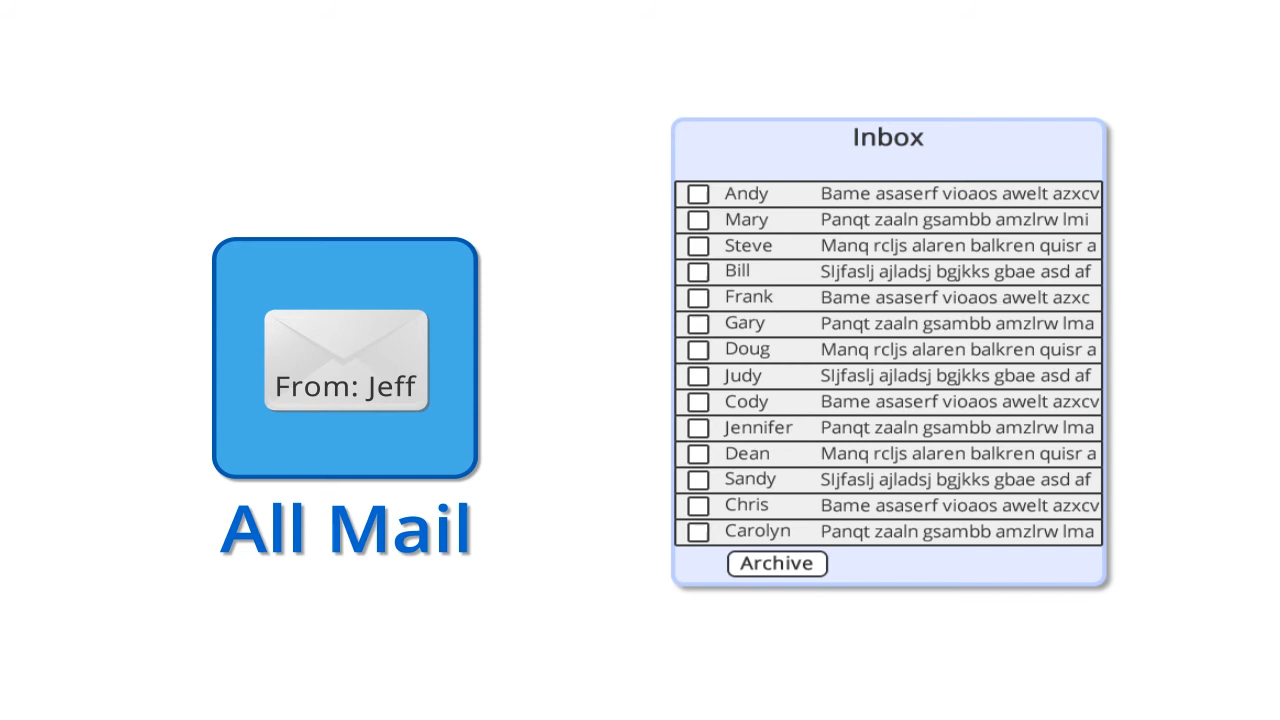 From: Jeff
All Mail
Inbox
Andy Bame asaserf vioaos awelt azxcv
Mary Panqt zaaln gsambb amzlrw lmi
Steve Manq rcljs alaren balkren quisr a
Bill Sljfaslj ajladsj bgjkks gbae asd af
Frank Bame asaserf vioaos awelt azxc
Gary Panqt zaaln gsambb amzlrw lma
Doug Manq rcljs alaren balkren quisr a
Judy Sljfaslj ajladsj bgjkks gbae asd af
Cody Bame asaserf vioaos awelt azxcv
Jennifer Panqt zaaln gsambb amzlrw lma
Dean Manq rcljs alaren balkren quisr a
Sandy Sljfaslj ajladsj bgjkks gbae asd af
Chris Bame asaserf vioaos awelt azxcv
Carolyn Panqt zaaln gsambb amzlrw lma
Archive